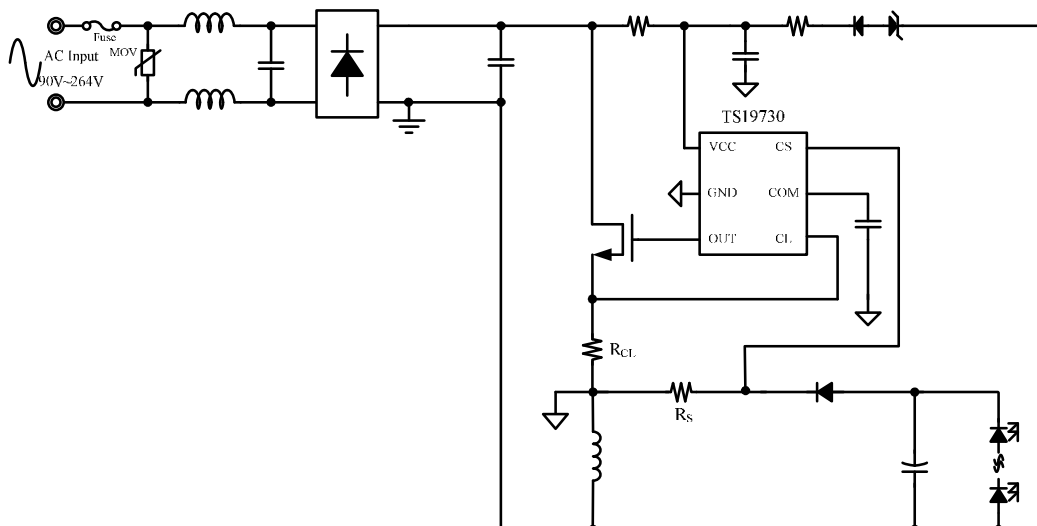 Fuse
MOV
AC Input
90V~264V
TS19730
VCC
CS
GND
COM
OUT
CL
RCL
RS